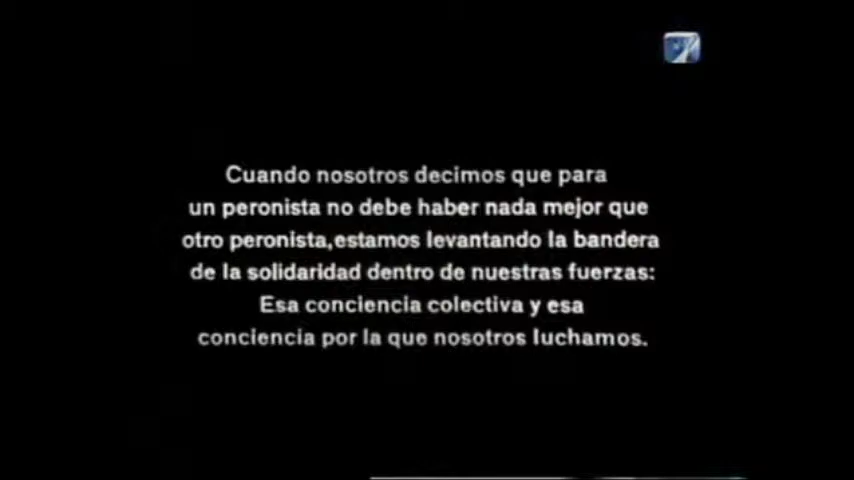 Cuando nosotros decimos que para
un peronista no debe haber nada mejor que
otro peronista,estamos levantando la bandera
de la solidaridad dentro de nuestras fuerzas:
Esa conciencia colectiva y esa
conciencia por la que nosotros luchamos.